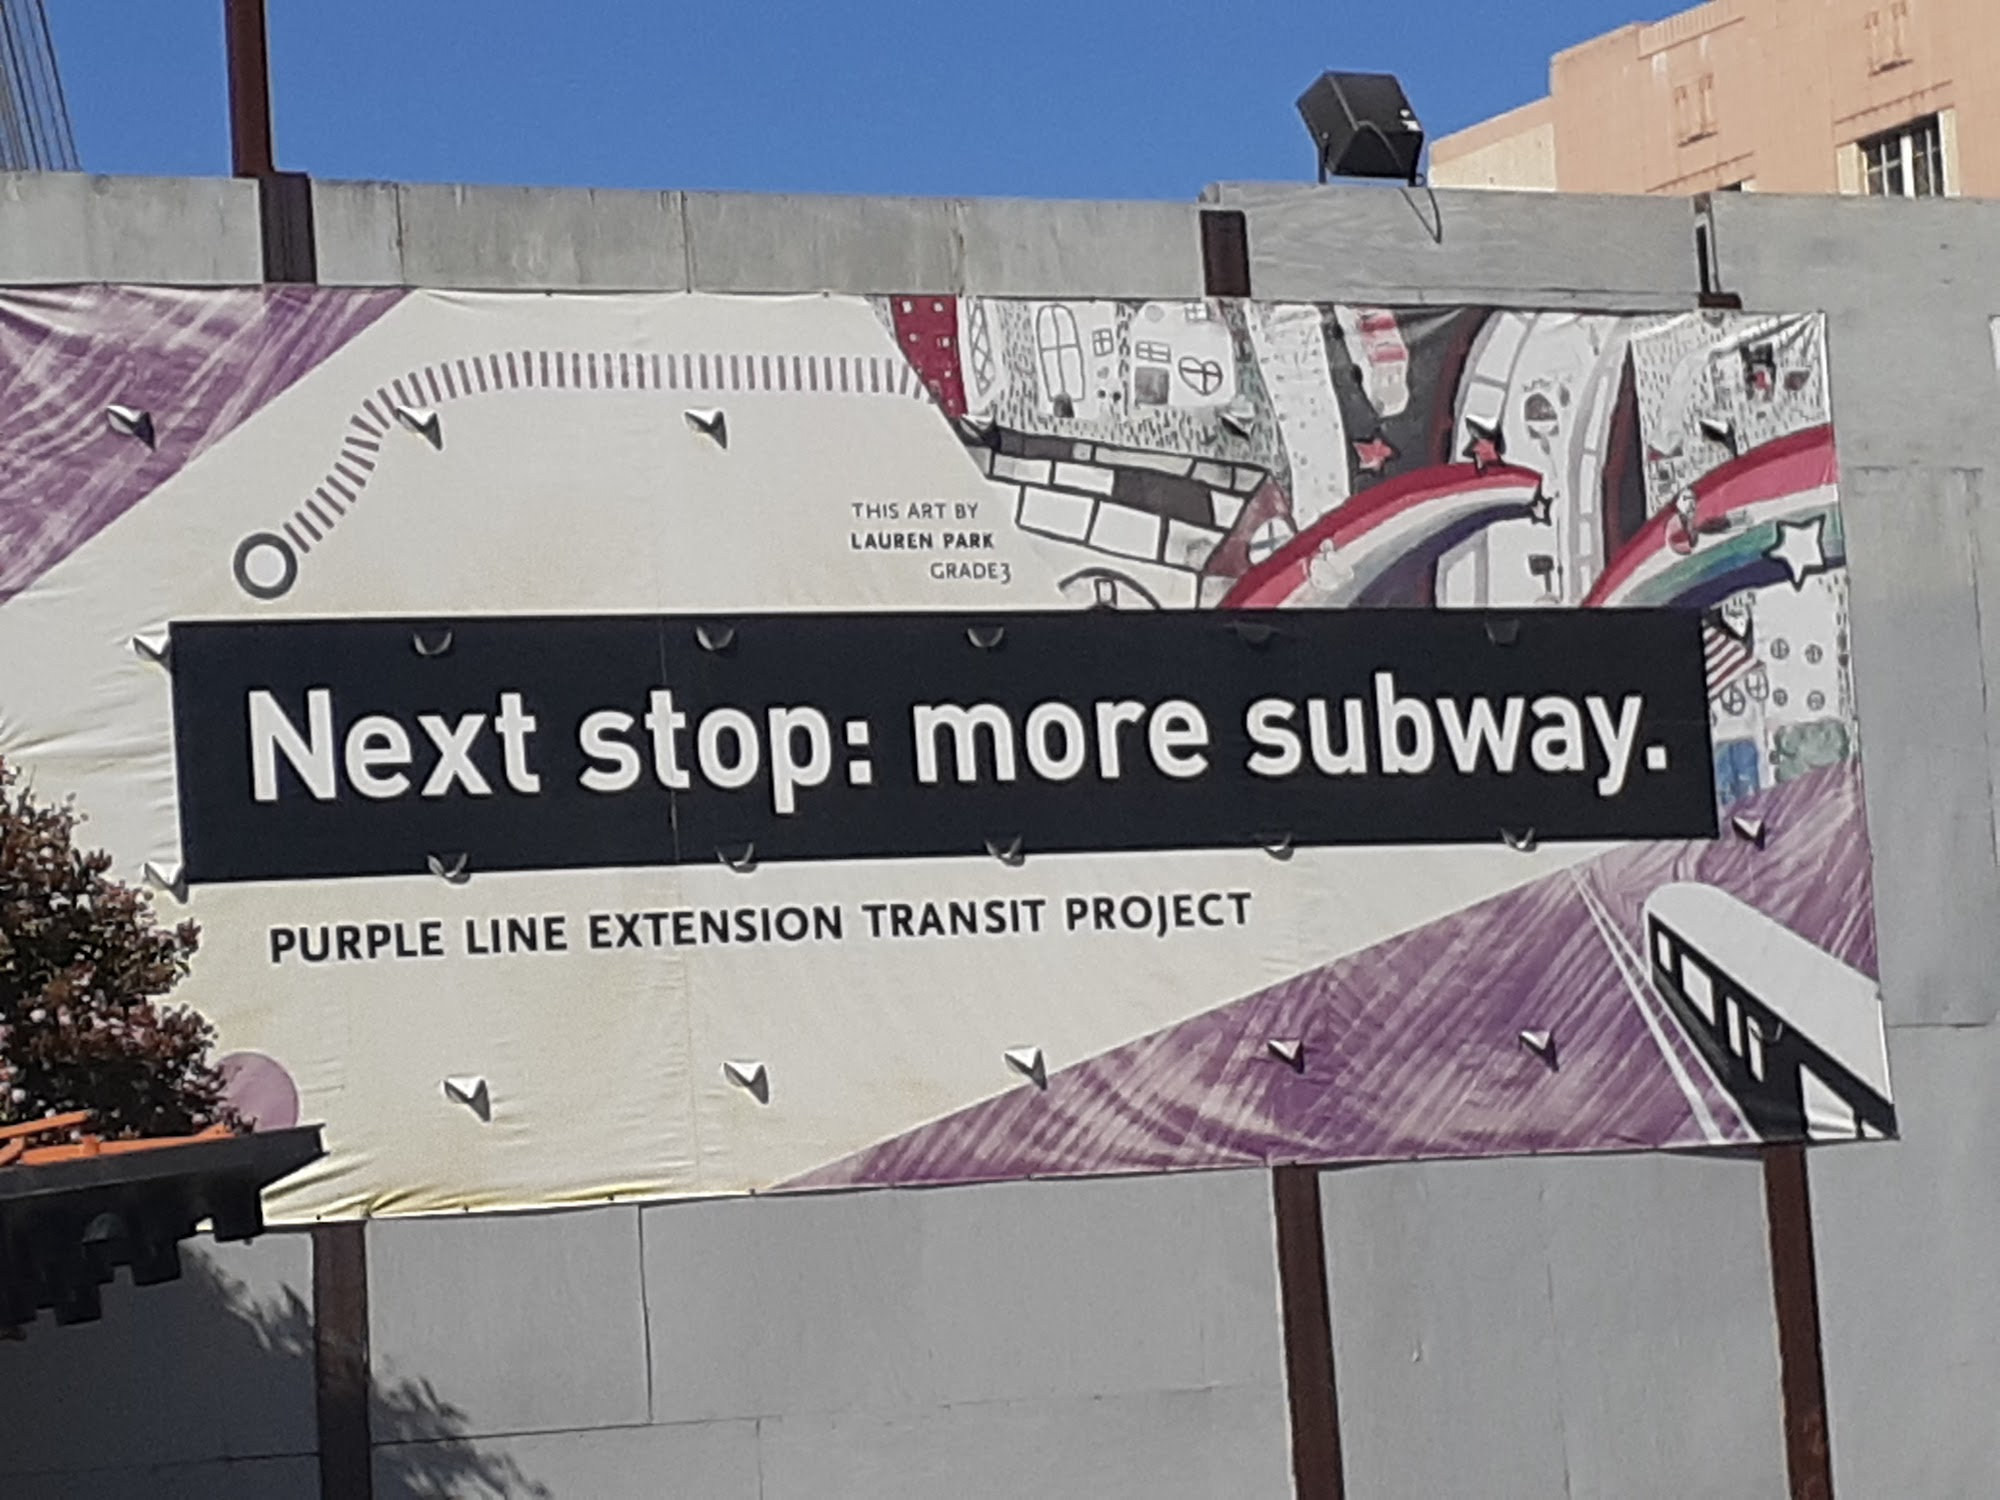 THIS ART BY
LAUREN PARK
GRADE3
Next stop: more subway.
PURPLE LINE EXTENSION TRANSIT PROJECT